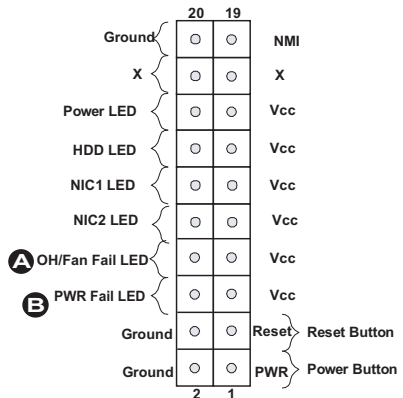 20 19
Ground NMI
X X
Power LED Vcc
HDD LED Vcc
NIC1 LED Vcc
NIC2 LED Vcc
A OH/Fan Fail LED Vcc
B PWR Fail LED Vcc
Ground Reset Reset Button
Ground PWR Power Button
2 1